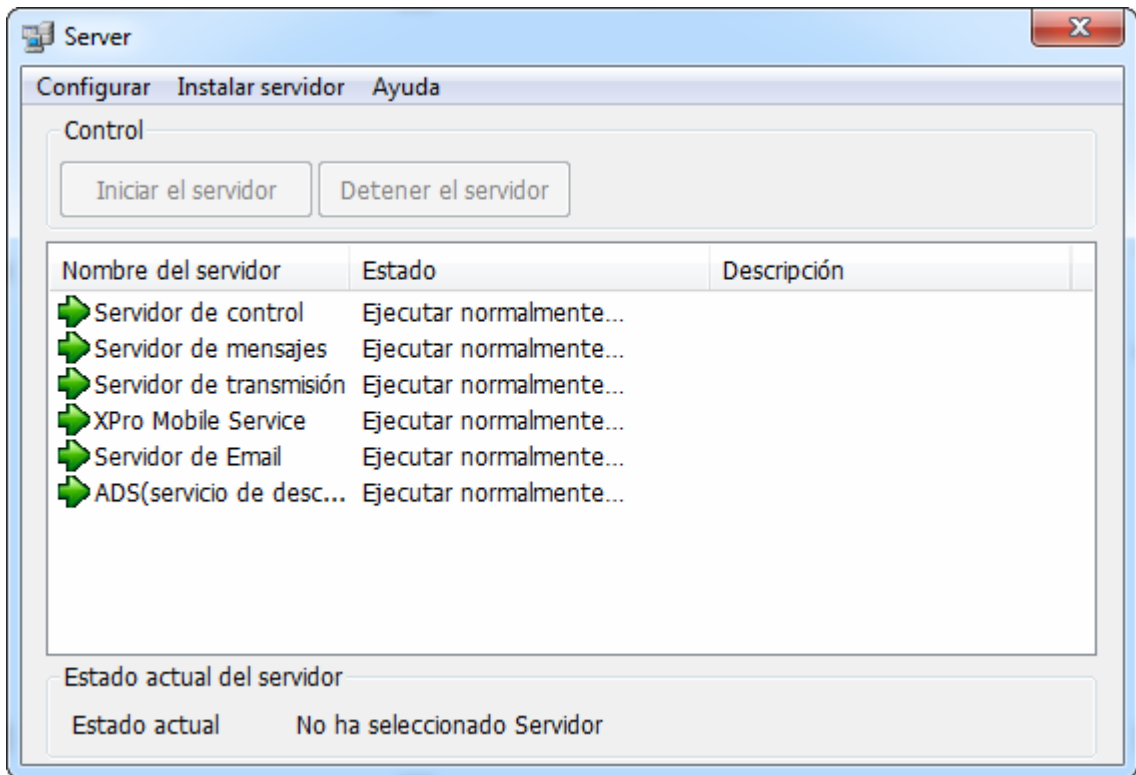 Server
Configurar Instalar servidor Ayuda
Control
Iniciar el servidor Detener el servidor
Nombre del servidor Estado Descripción
Servidor de control Ejecutar normalmente...
Servidor de mensajes Ejecutar normalmente...
Servidor de transmisión Ejecutar normalmente...
XPro Mobile Service Ejecutar normalmente...
Servidor de Email Ejecutar normalmente...
ADS(servicio de desc... Ejecutar normalmente...
Estado actual del servidor
Estado actual No ha seleccionado Servidor